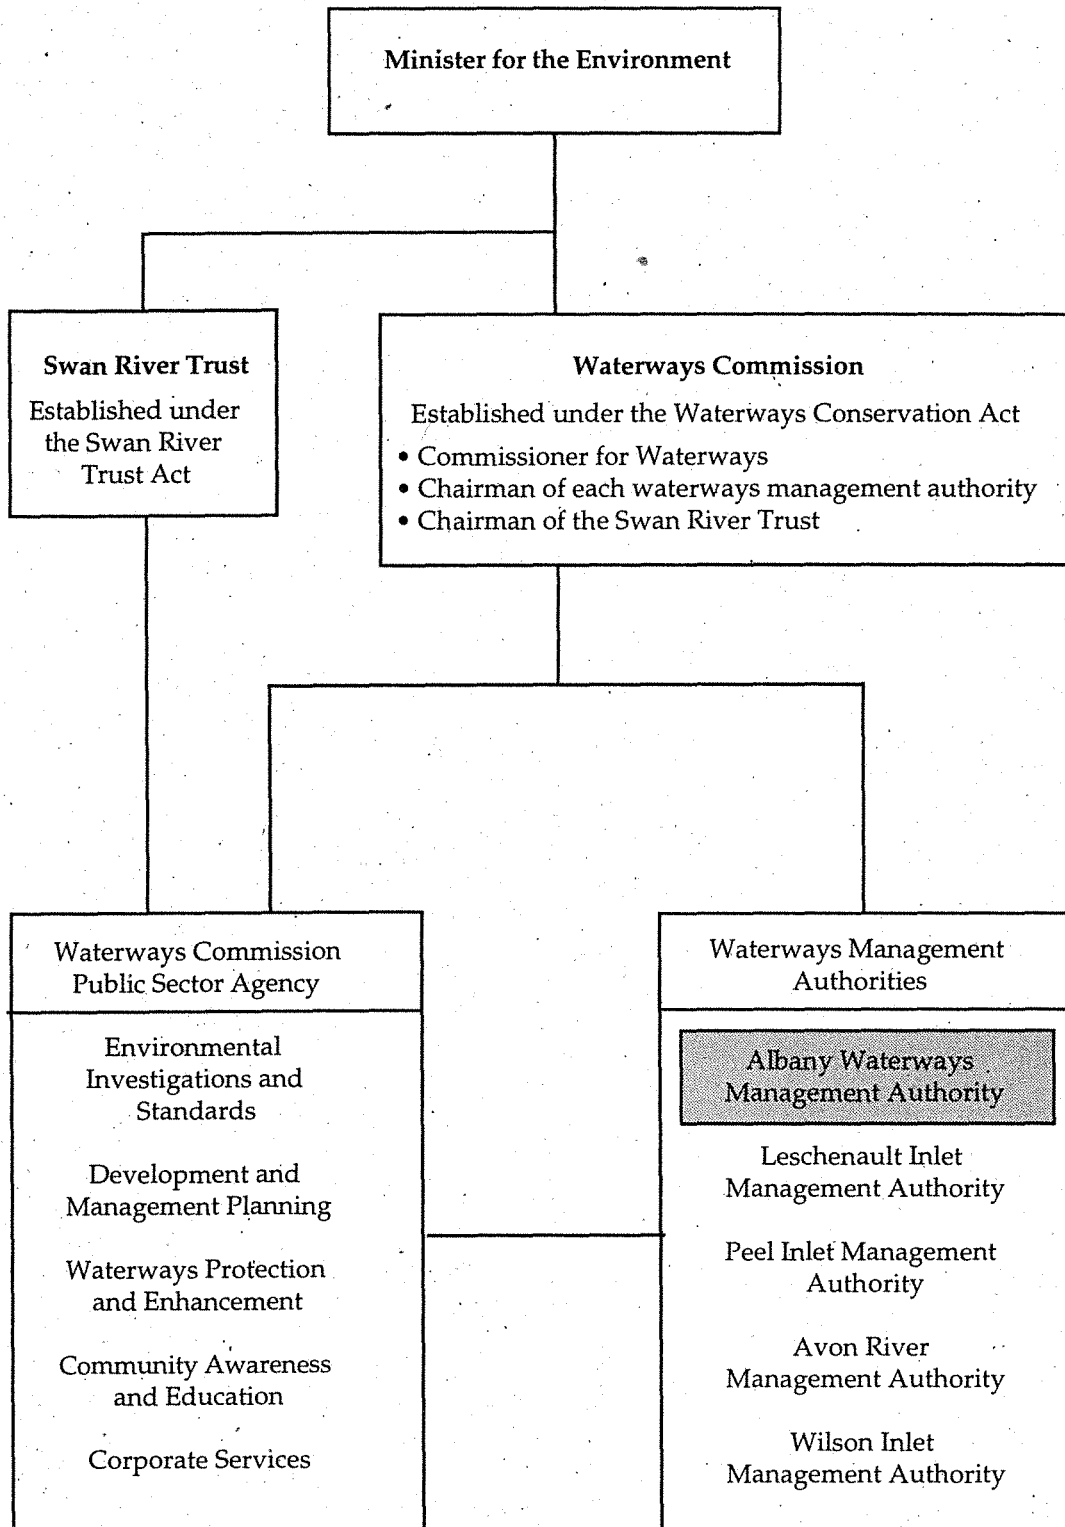 Minister for the Environment
Swan River Trust
Established under
the Swan River
Trust Act
Waterways Commission
Established under the Waterways Conservation Act
• Commissioner for Waterways
• Chairman of each waterways management authority
• Chairman of the Swan River Trust
Waterways Commission
Public Sector Agency
Environmental
Investigations and
Standards
Development and
Management Planning
Waterways Protection
and Enhancement
Community Awareness
and Education
Corporate Services
Waterways Management
Authorities
Albany Waterways
Management Authority
Leschenault Inlet
Management Authority
Peel Inlet Management
Authority
Avon River
Management Authority
Wilson Inlet
Management Authority